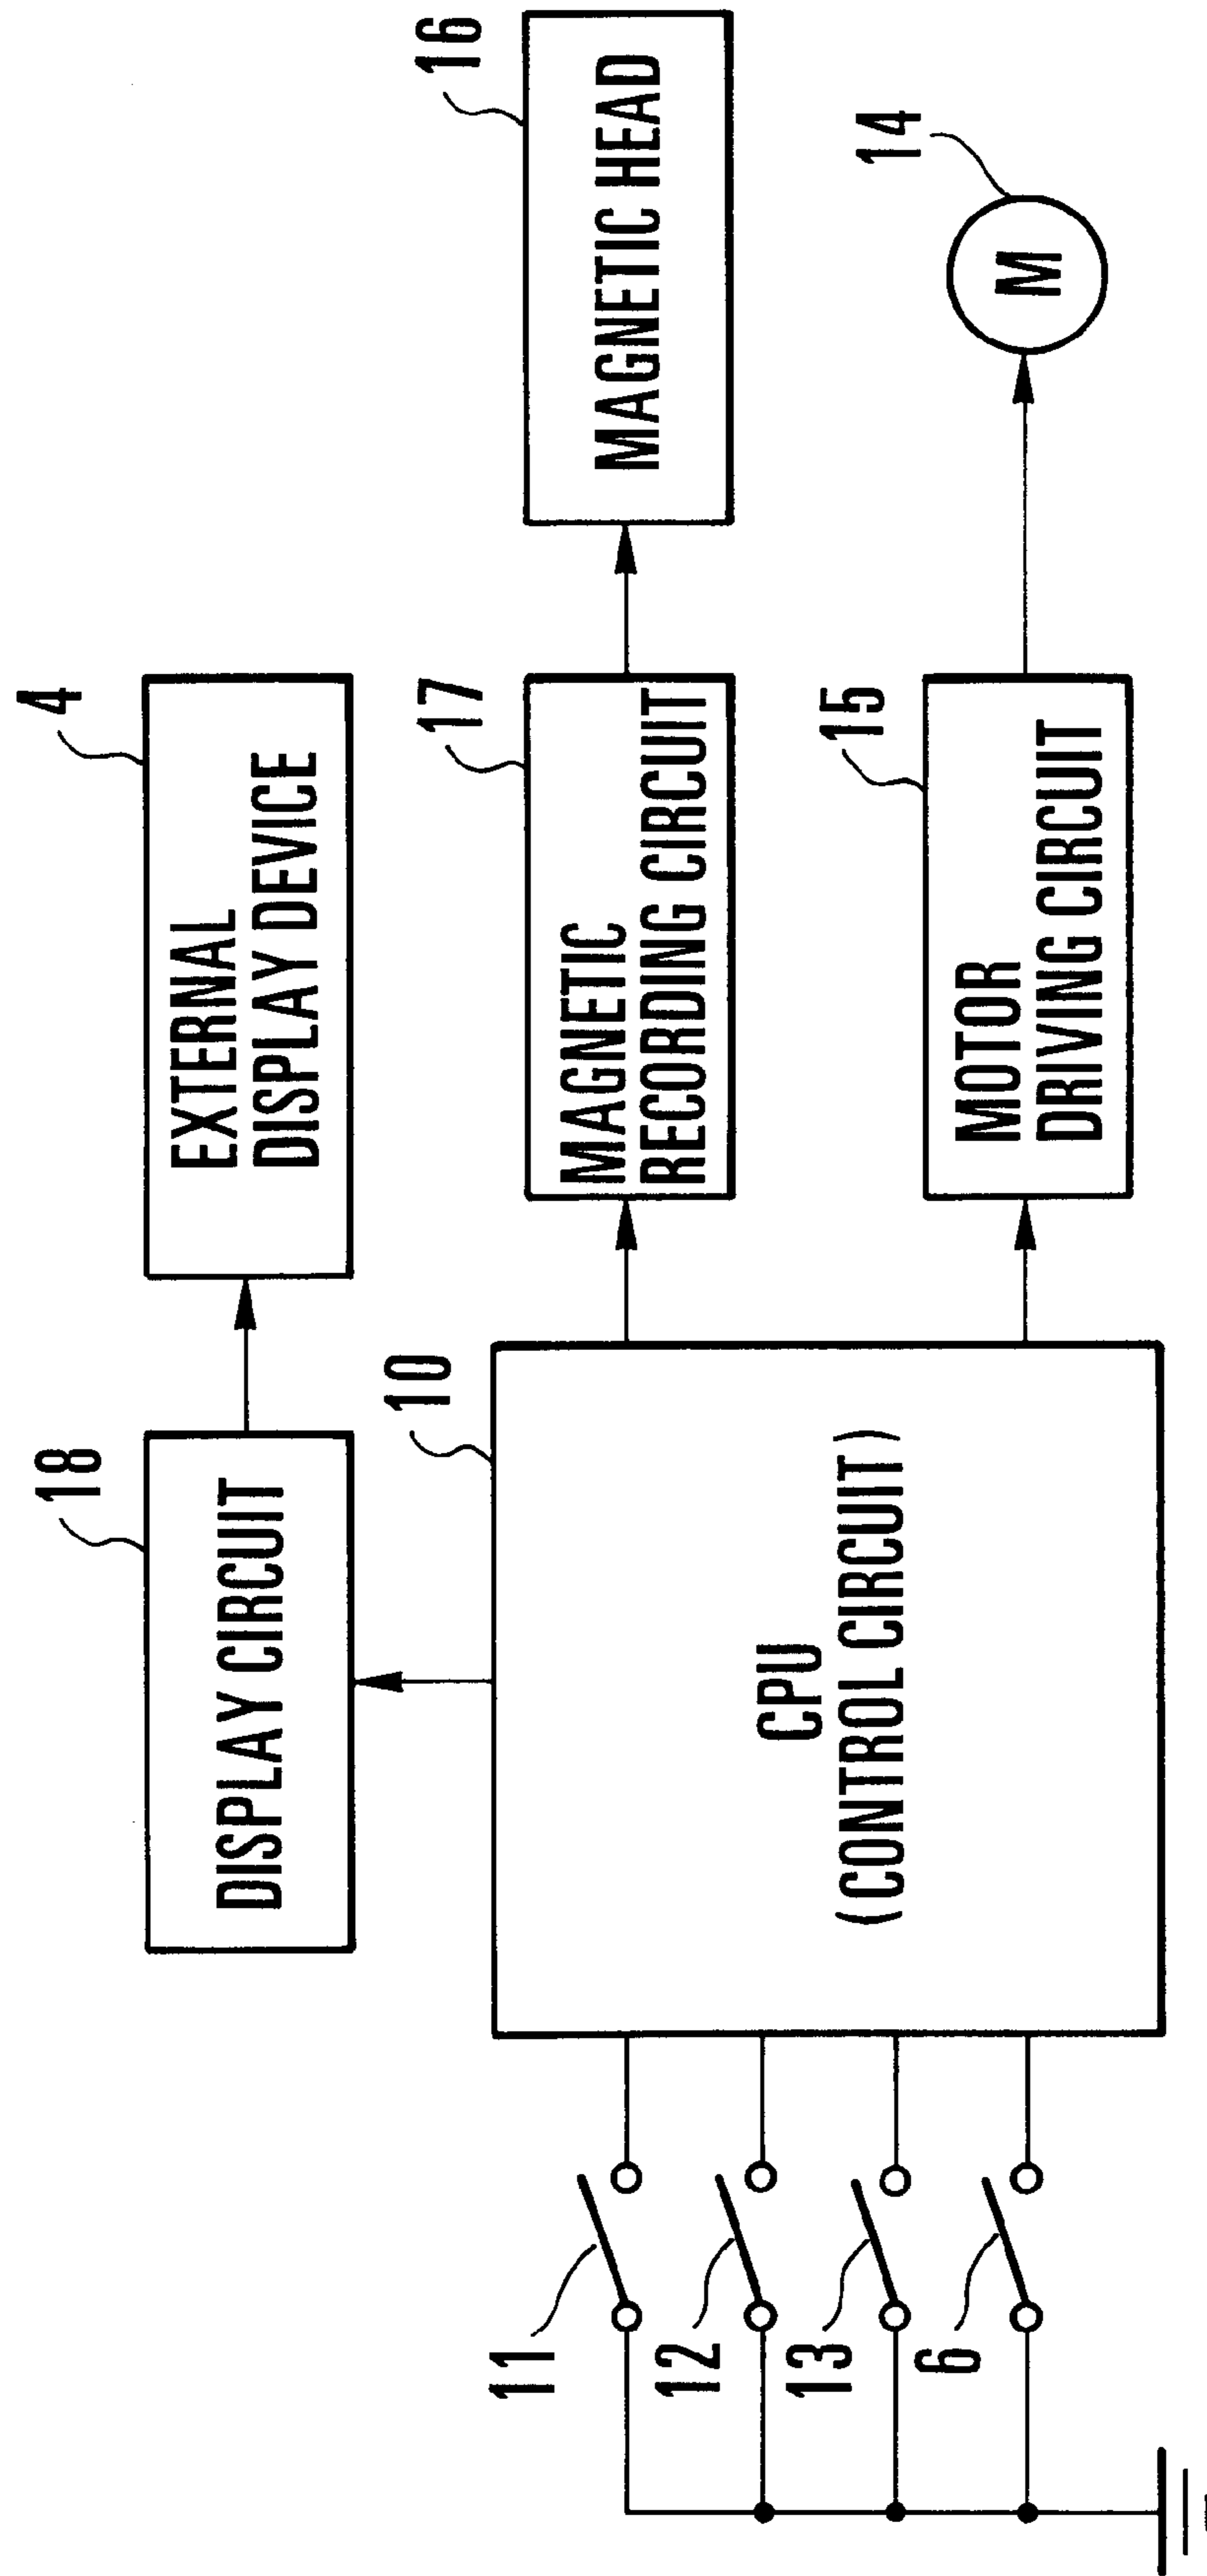 18
DISPLAY CIRCUIT
4
EXTERNAL
DISPLAY DEVICE
10
CPU
(CONTROL CIRCUIT)
17
MAGNETIC
RECORDING CIRCUIT
16
MAGNETIC HEAD
15
MOTOR
DRIVING CIRCUIT
14
M
11
12
13
6